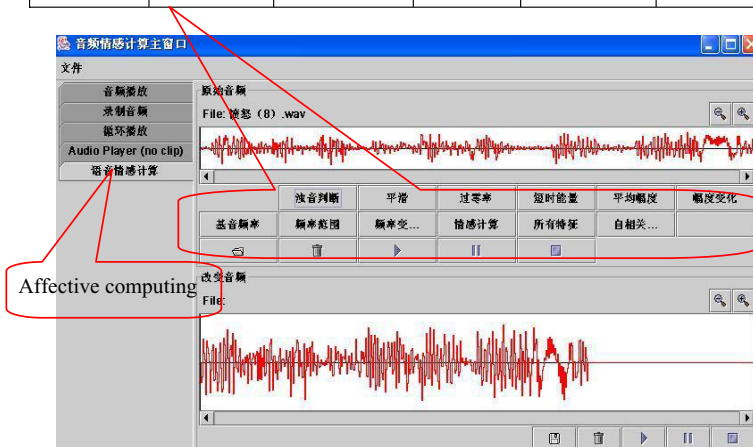 音频情感计算主窗口
文件
音频播放
录制音频
循环播放
Audio Player (no clip)
语音情感计算
原始音频
File: 愤怒（8）.wav
浊音判断 平滑 过零率 短时能量 平均幅度 幅度变化
基音频率 频率范围 频率变... 情感计算 所有特征 自相关...
改变音频
File:
Affective computing